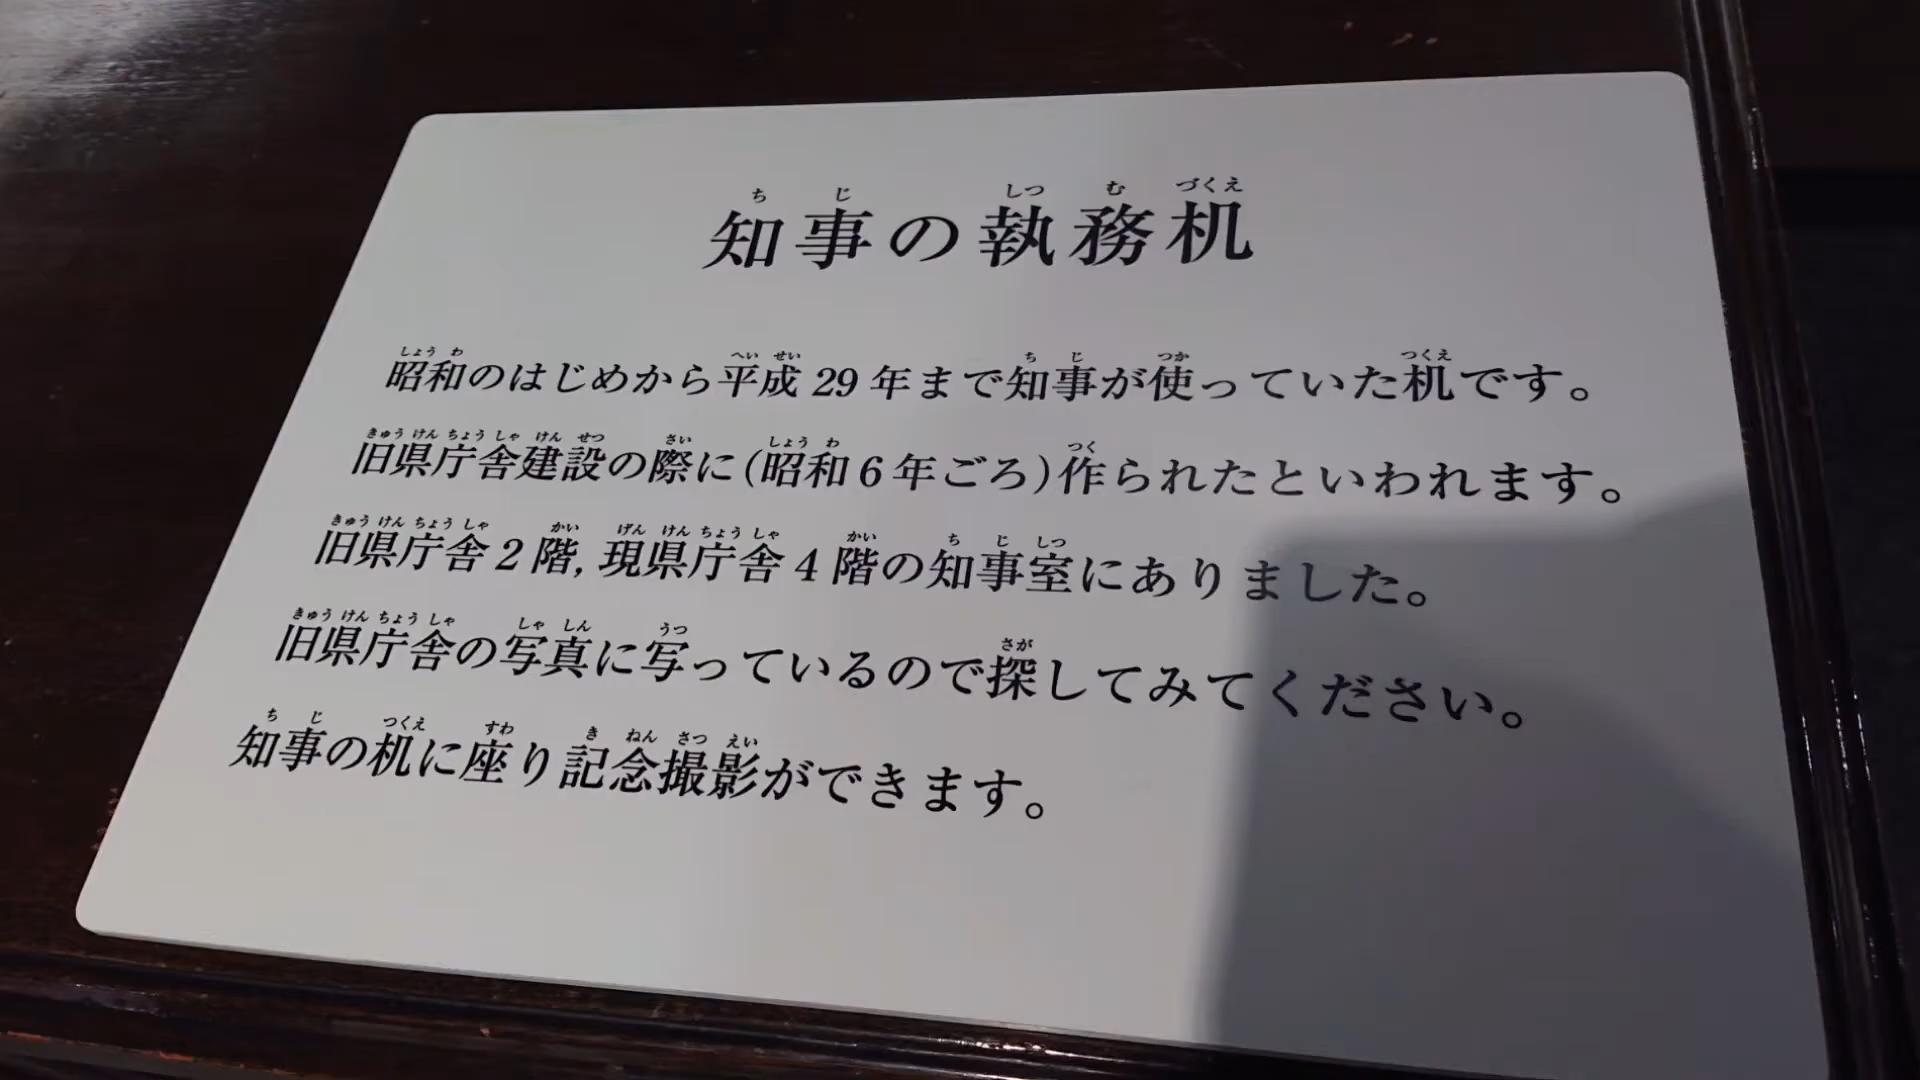 知事の執務机
昭和のはじめから平成29年まで知事が使っていた机です。
旧県庁舎建設の際に(昭和6年ごろ)作られたといわれます。
旧県庁舎2階,現県庁舎4階の知事室にありました。
旧県庁舎の写真に写っているので探してみてください。
知事の机に座り記念撮影ができます。